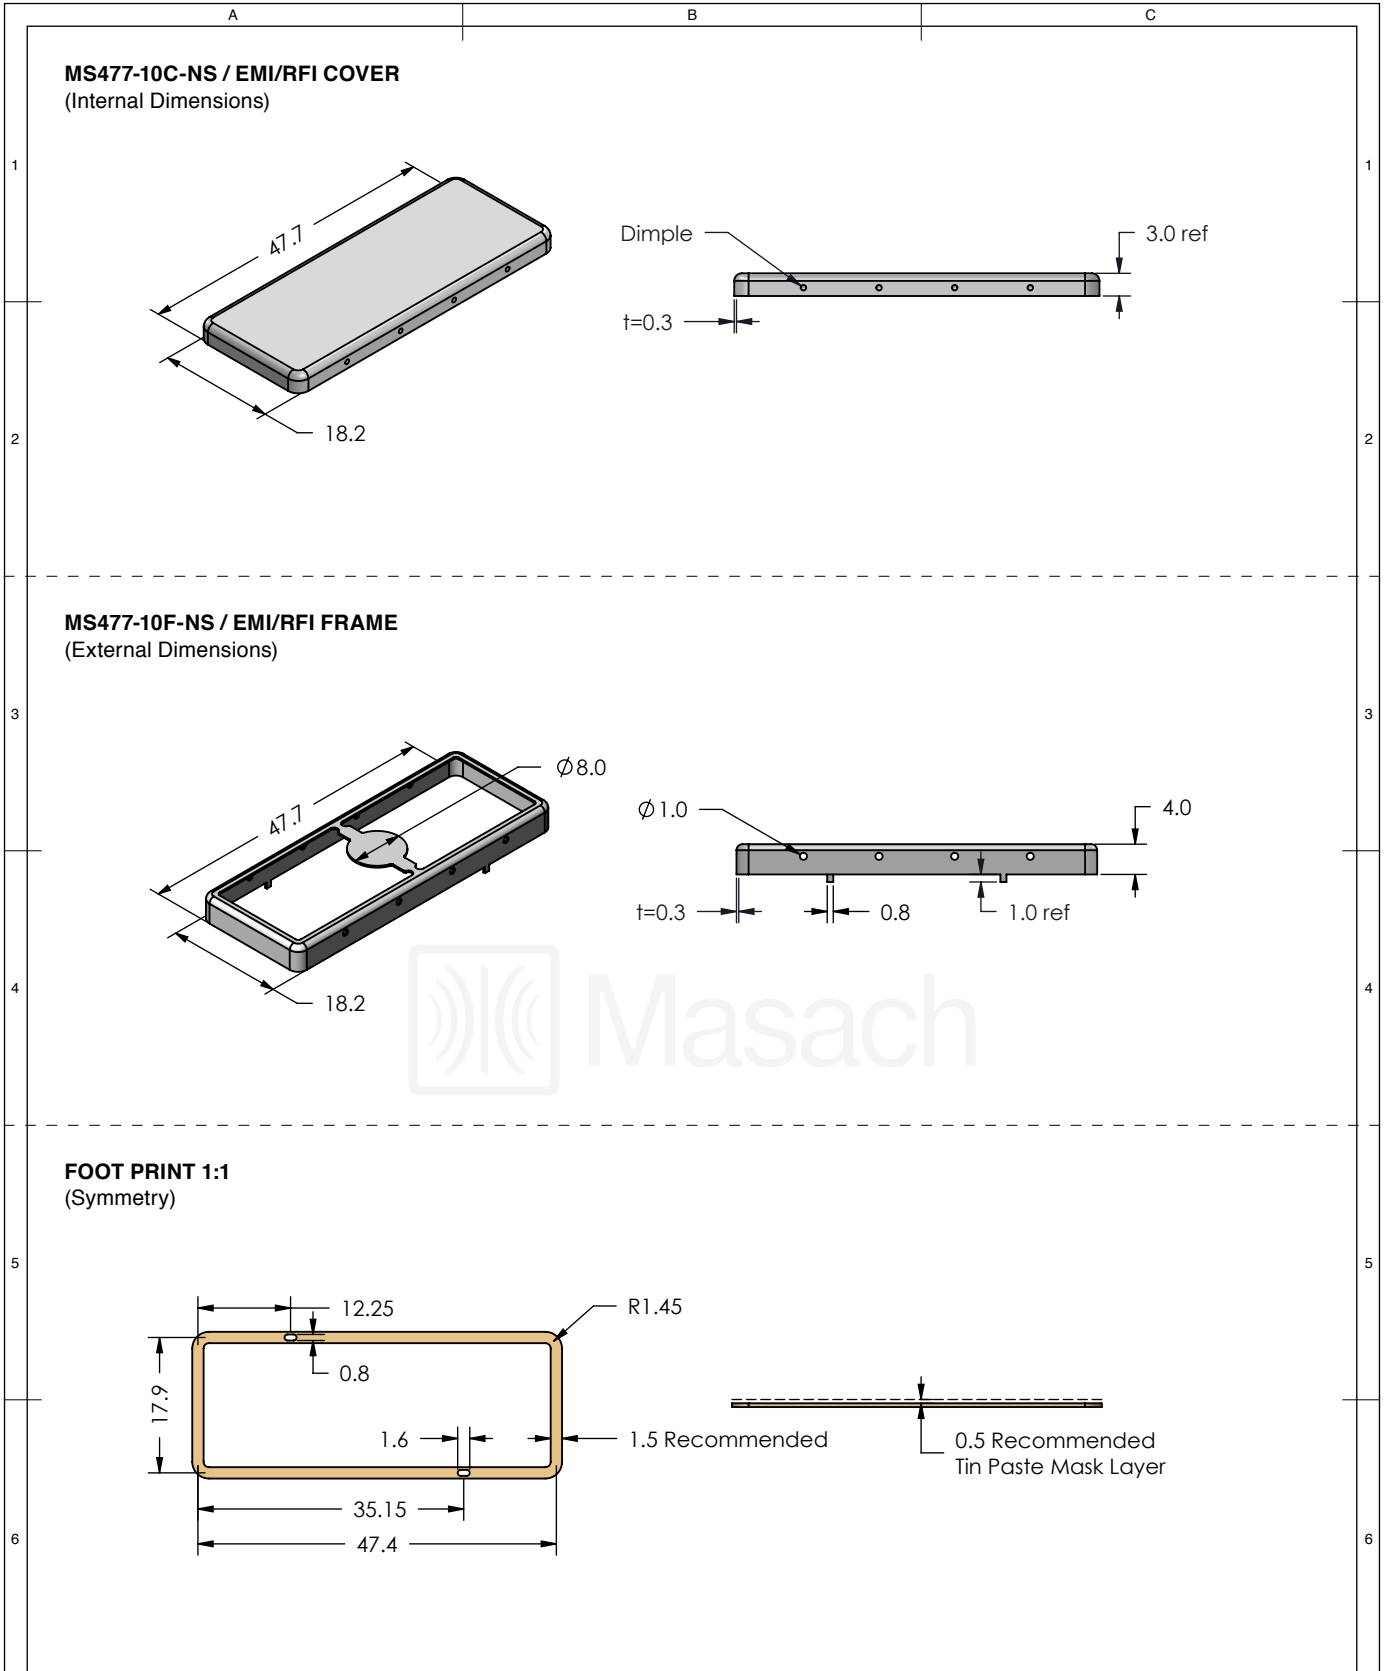 A B C
MS477-10C-NS / EMI/RFI COVER
(Internal Dimensions)
1 1
47.7
Dimple
3.0 ref
t=0.3
18.2
2 2
MS477-10F-NS / EMI/RFI FRAME
(External Dimensions)
3 3
Ø8.0
47.7
Ø1.0
4.0
t=0.3
0.8
1.0 ref
18.2
4 4
Masach
FOOT PRINT 1:1
(Symmetry)
5 5
12.25
R1.45
0.8
17.9
1.6
1.5 Recommended
0.5 Recommended
Tin Paste Mask Layer
35.15
47.4
6 6